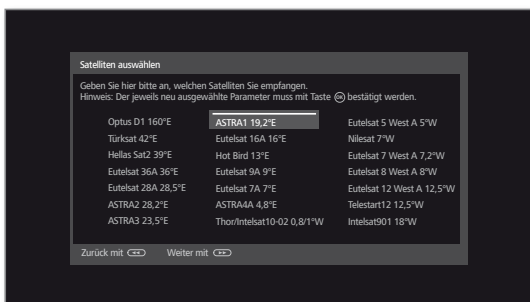 Satelliten auswählen
Geben Sie hier bitte an, welchen Satelliten Sie empfangen.
Hinweis: Der jeweils neu ausgewählte Parameter muss mit Taste OK bestätigt werden.
Optus D1 160°E
Türksat 42°E
Hellas Sat2 39°E
Eutelsat 36A 36°E
Eutelsat 28A 28,5°E
ASTRA2 28,2°E
ASTRA3 23,5°E
ASTRA1 19,2°E
Eutelsat 16A 16°E
Hot Bird 13°E
Eutelsat 9A 9°E
Eutelsat 7A 7°E
ASTRA4A 4,8°E
Thor/Intelsat10-02 0,8/1°W
Eutelsat 5 West A 5°W
Nilesat 7°W
Eutelsat 7 West A 7,2°W
Eutelsat 8 West A 8°W
Eutelsat 12 West A 12,5°W
Telestart12 12,5°W
Intelsat901 18°W
Zurück mit Weiter mit